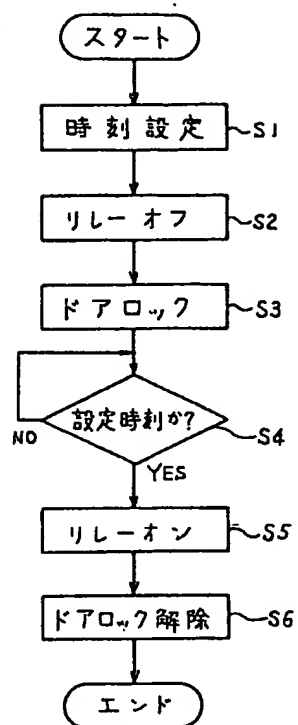 スタート
時刻設定 S1
リレーオフ S2
ドアロック S3
設定時刻か? S4
NO
YES
リレーオン S5
ドアロック解除 S6
エンド